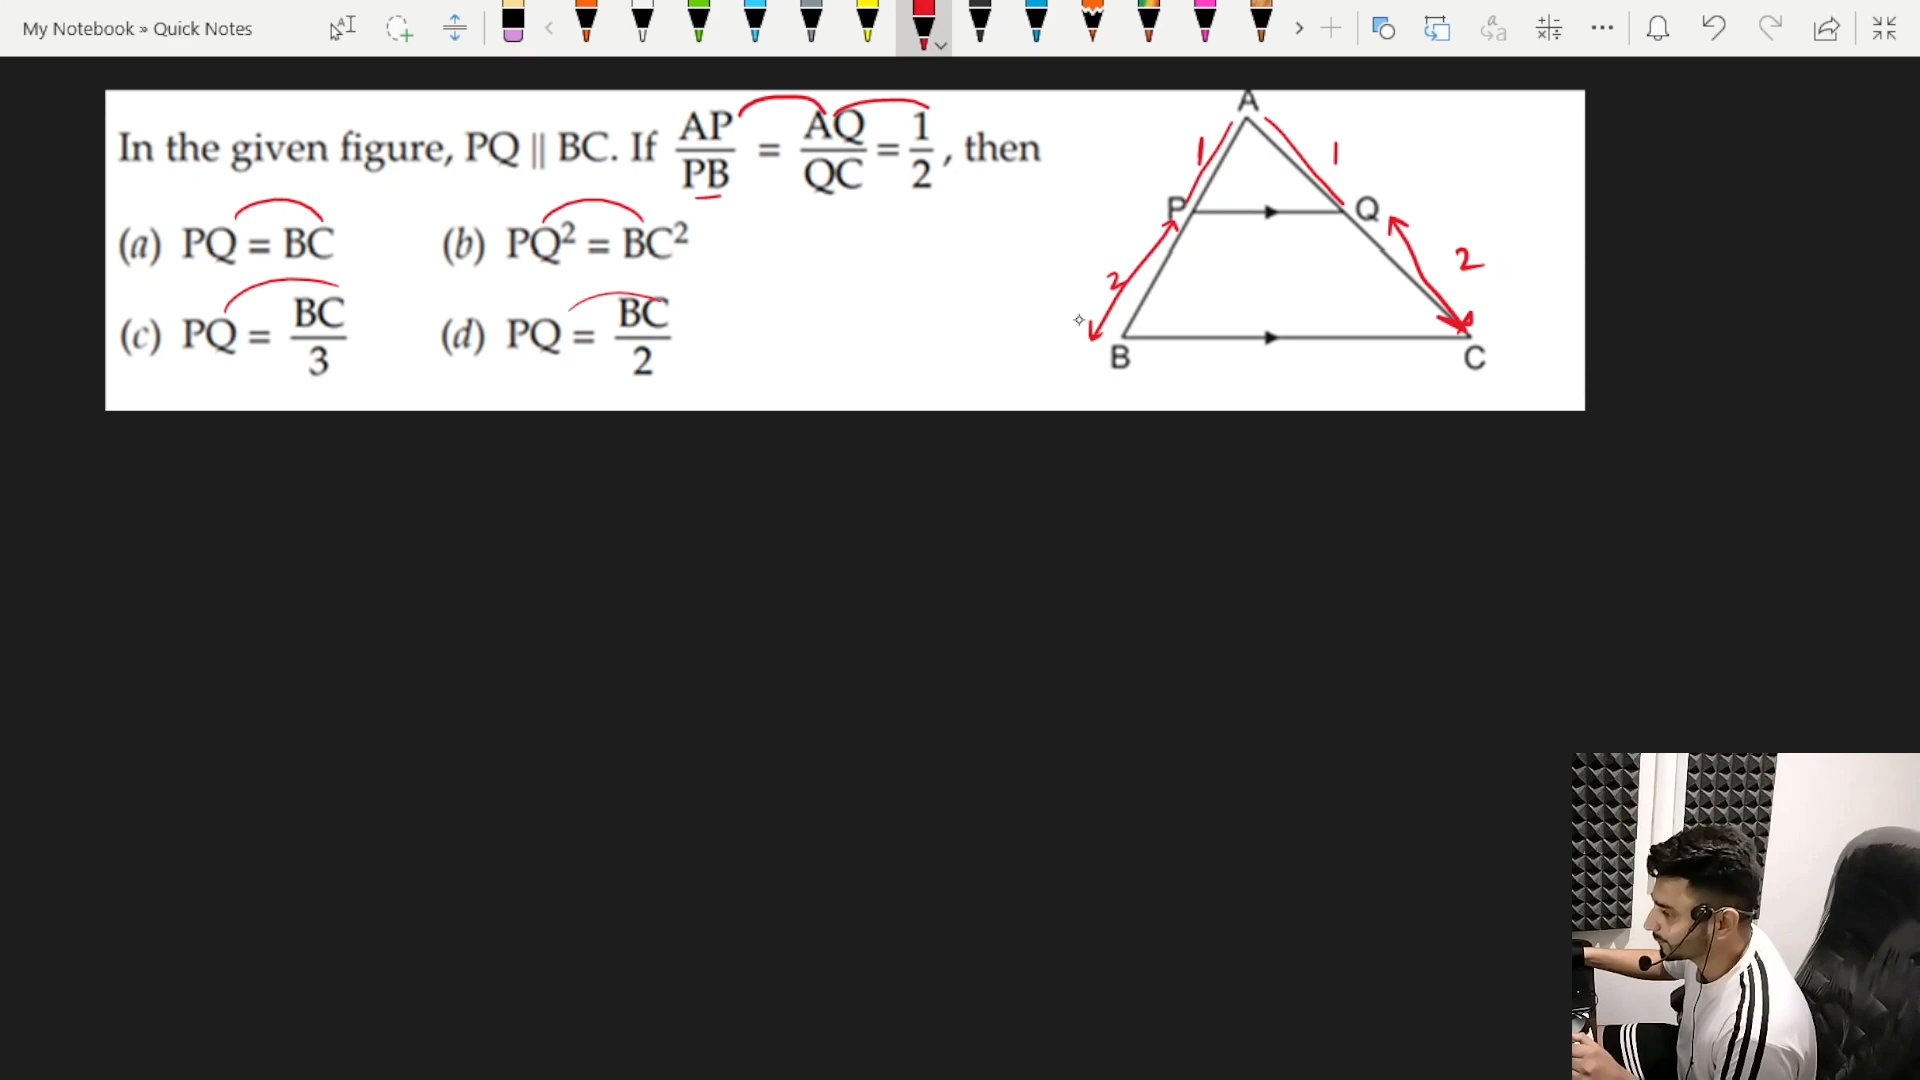 My Notebook » Quick Notes
In the given figure, PQ || BC. If AP/PB = AQ/QC = 1/2, then
(a) PQ = BC (b) PQ² = BC²
(c) PQ = BC/3 (d) PQ = BC/2
A
1 1
P Q
2 2
B C